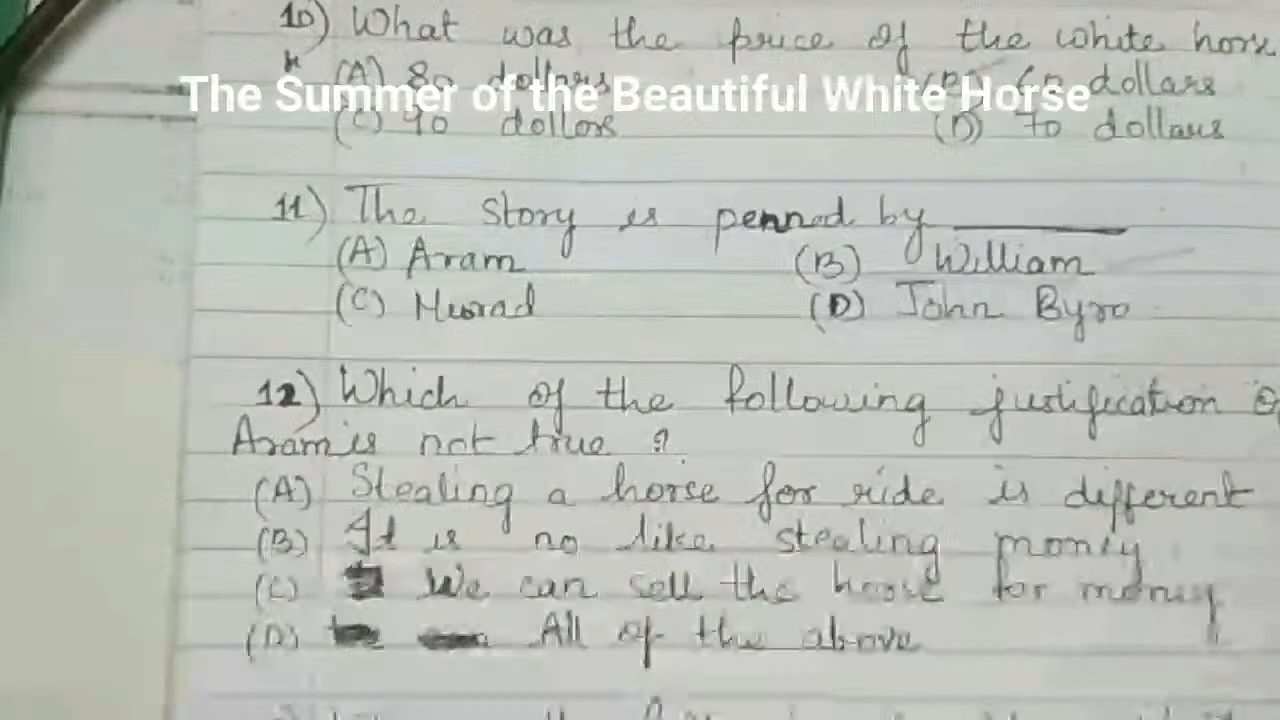 10) What was the price of the white horse
(A) 80 dollars (B) 60 dollars
The Summer of the Beautiful White Horse
(C) 90 dollors (D) 70 dollars
11) The story is penned by ______
(A) Aram (B) William
(C) Mourad (D) John Byro
12) Which of the following justification of
Aram is not true ?
(A) Stealing a horse for ride is different
(B) It is no like stealing money
(C) We can sell the horse for money
(D) All of the above